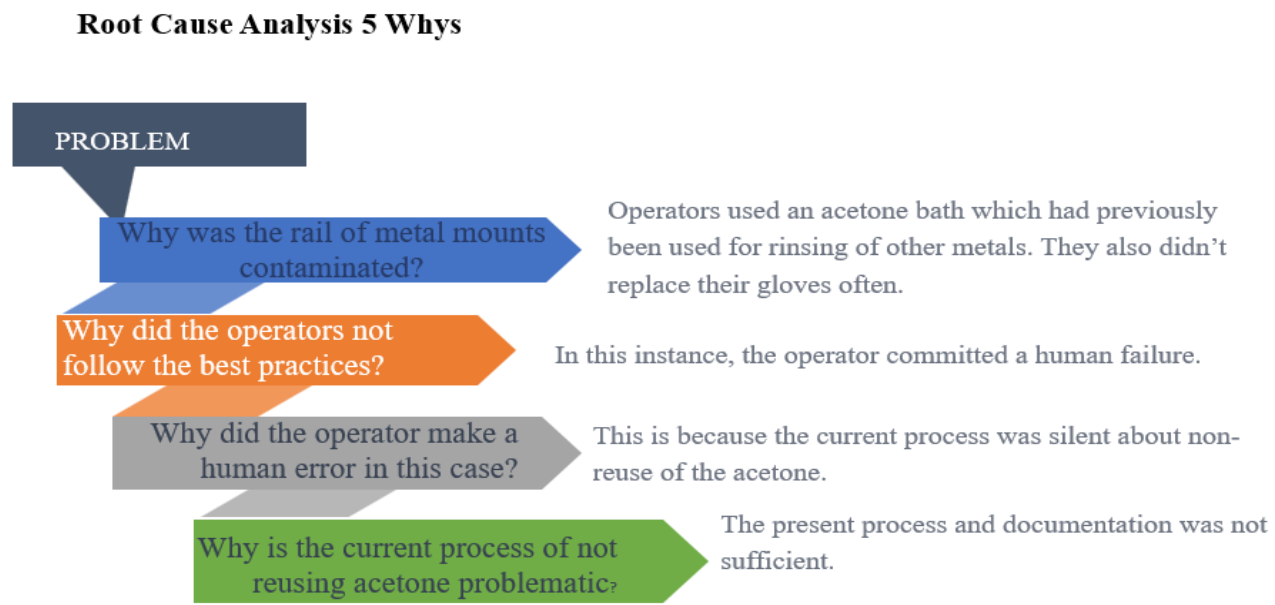 Root Cause Analysis 5 Whys
PROBLEM
Why was the rail of metal mounts
contaminated?
Operators used an acetone bath which had previously
been used for rinsing of other metals. They also didn’t
replace their gloves often.
Why did the operators not
follow the best practices?
In this instance, the operator committed a human failure.
Why did the operator make a
human error in this case?
This is because the current process was silent about non-
reuse of the acetone.
Why is the current process of not
reusing acetone problematic?
The present process and documentation was not
sufficient.